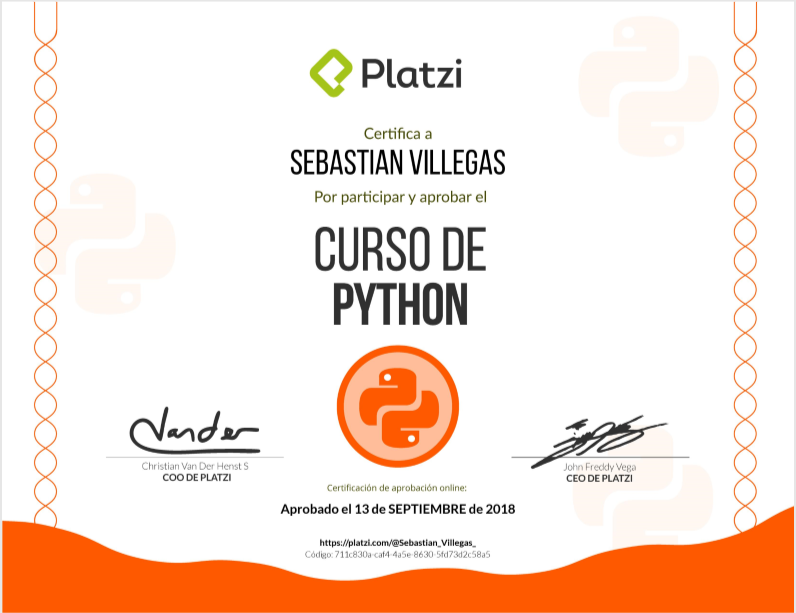 Platzi
Certifica a
SEBASTIAN VILLEGAS
Por participar y aprobar el
CURSO DE
PYTHON
Vander
Christian Van Der Henst S
COO DE PLATZI
John Freddy Vega
CEO DE PLATZI
Certificación de aprobación online:
Aprobado el 13 de SEPTIEMBRE de 2018
https://platzi.com/@Sebastian_Villegas_
Código: 711c830a-caf4-4a5e-8630-5fd73d2c58a5